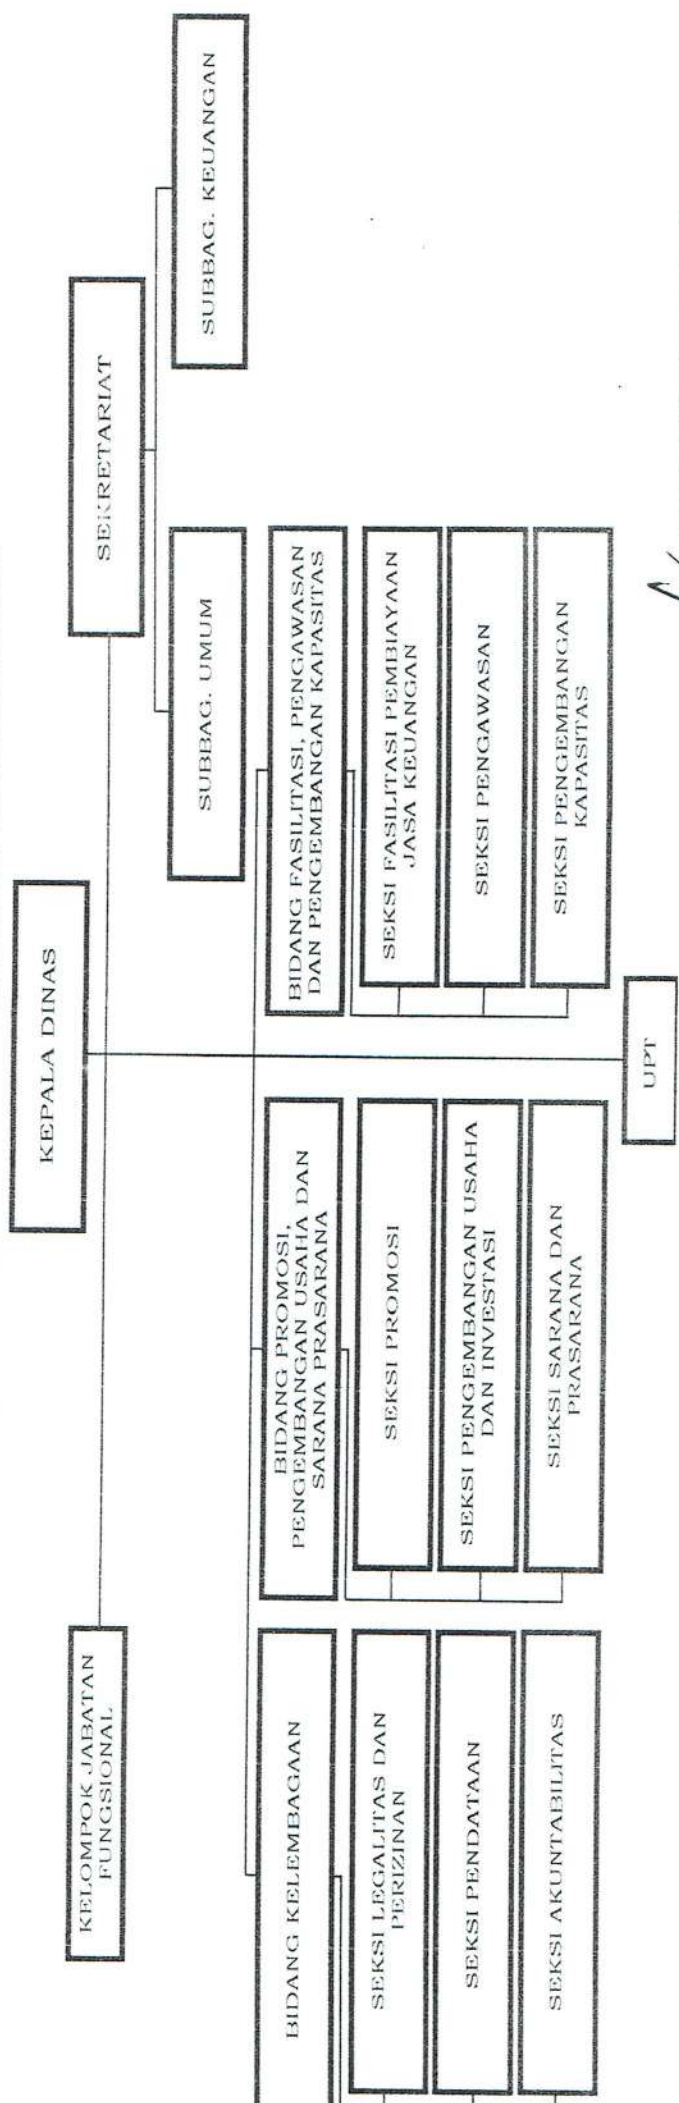 KEPALA DINAS
KELOMPOK JABATAN
FUNGSIONAL
SEKRETARIAT
SUBBAG. UMUM
SUBBAG. KEUANGAN
BIDANG KELEMBAGAAN
SEKSI LEGALITAS DAN
PERIZINAN
SEKSI PENDATAAN
SEKSI AKUNTABILITAS
BIDANG PROMOSI,
PENGEMBANGAN USAHA DAN
SARANA PRASARANA
SEKSI PROMOSI
SEKSI PENGEMBANGAN USAHA
DAN INVESTASI
SEKSI SARANA DAN
PRASARANA
BIDANG FASILITASI, PENGAWASAN
DAN PENGEMBANGAN KAPASITAS
SEKSI FASILITASI PEMBIAYAAN
JASA KEUANGAN
SEKSI PENGAWASAN
SEKSI PENGEMBANGAN
KAPASITAS
UPT